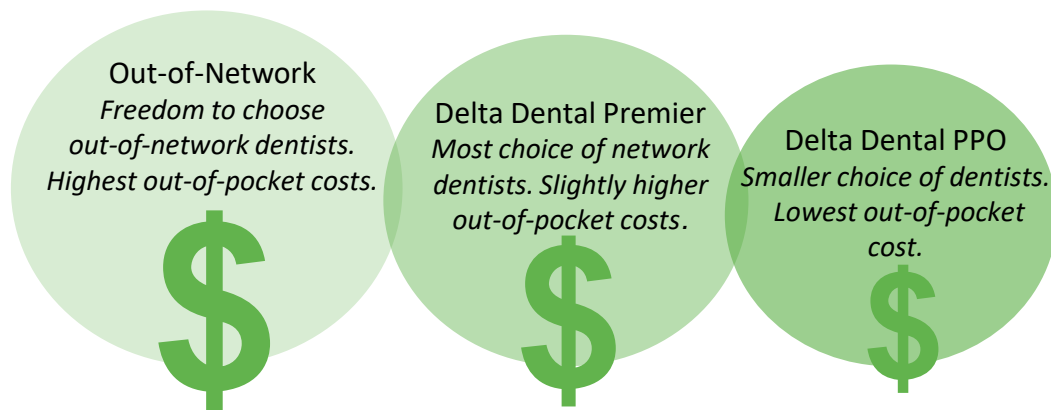 Out-of-Network
Freedom to choose
out-of-network dentists.
Highest out-of-pocket costs.
$
Delta Dental Premier
Most choice of network
dentists. Slightly higher
out-of-pocket costs.
$
Delta Dental PPO
Smaller choice of dentists.
Lowest out-of-pocket
cost.
$